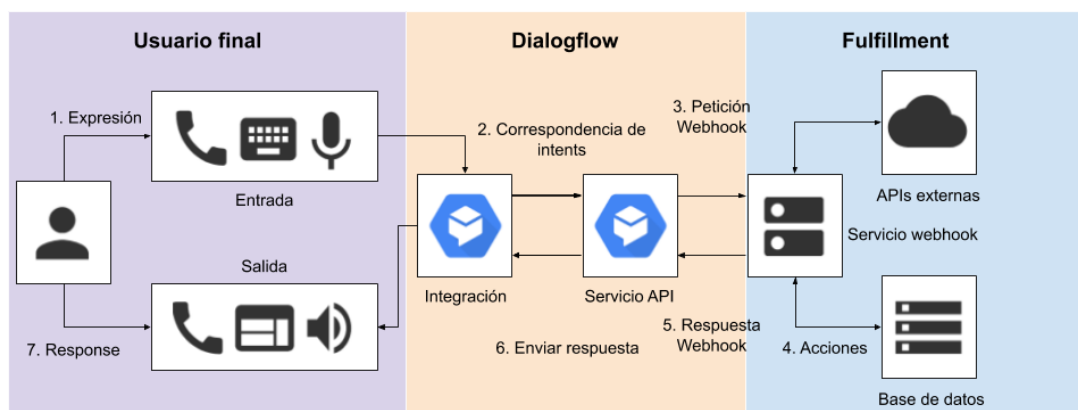 Usuario final
Dialogflow
Fulfillment
1. Expresión
2. Correspondencia de
intents
3. Petición
Webhook
Entrada
APIs externas
Servicio webhook
Salida
Integración
Servicio API
7. Response
6. Enviar respuesta
5. Respuesta
Webhook
4. Acciones
Base de datos